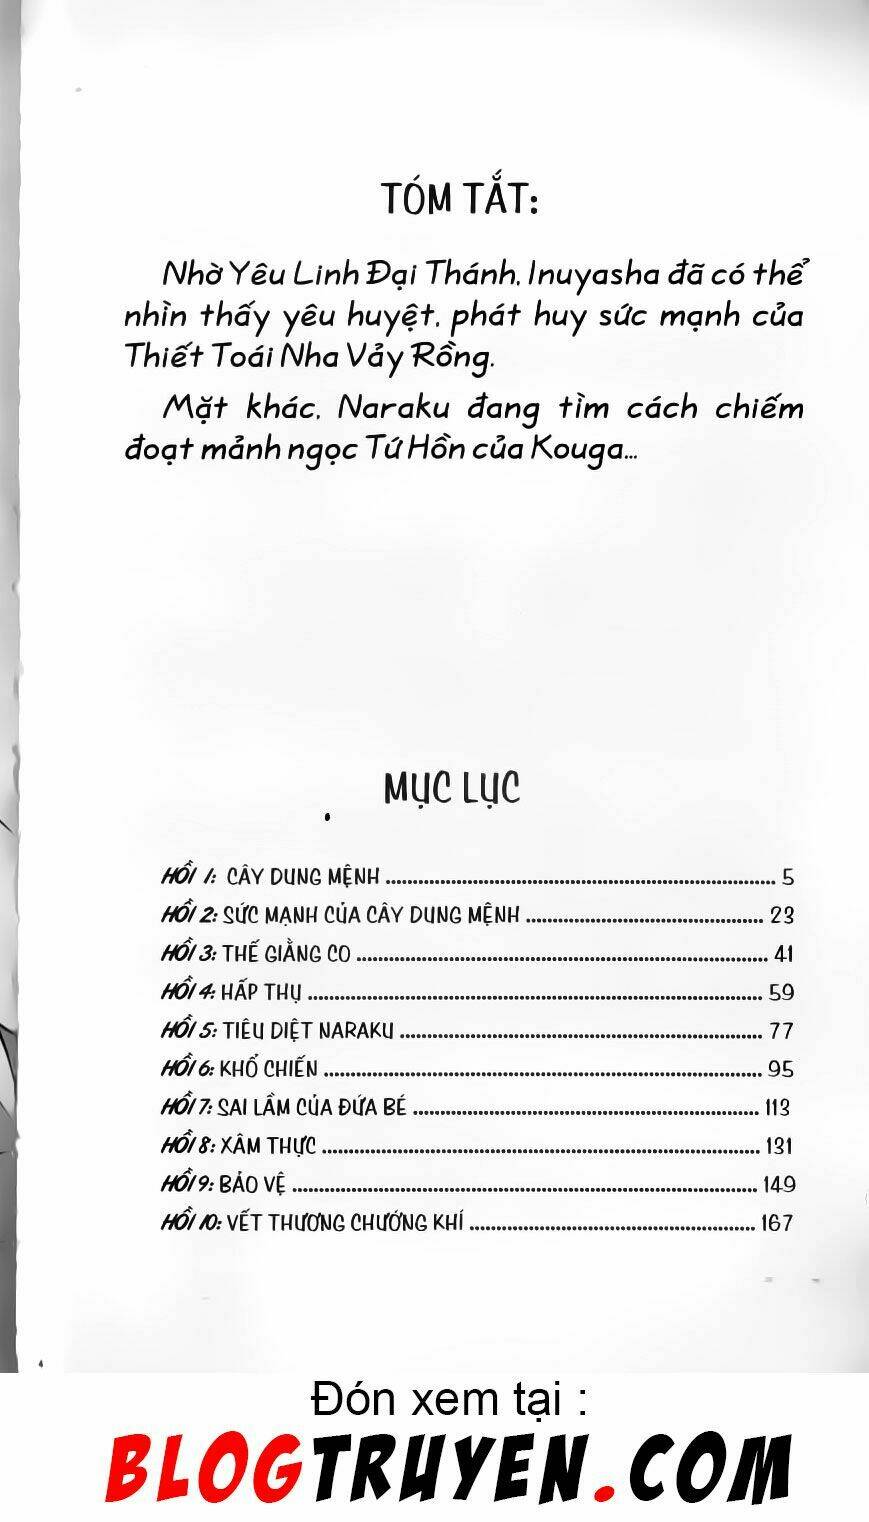 TÓM TẮT:
Nhờ Yêu Linh Đại Thánh, Inuyasha đã có thể
nhìn thấy yêu huyệt, phát huy sức mạnh của
Thiết Toái Nha Vảy Rồng.
Mặt khác, Naraku đang tìm cách chiếm
đoạt mảnh ngọc Tứ Hồn của Kouga...
MỤC LỤC
HỒI 1: CÂY DUNG MỆNH ........ 5
HỒI 2: SỨC MẠNH CỦA CÂY DUNG MỆNH ........ 23
HỒI 3: THẾ GIẰNG CO ........ 41
HỒI 4: HẤP THỤ ........ 59
HỒI 5: TIÊU DIỆT NARAKU ........ 77
HỒI 6: KHỔ CHIẾN ........ 95
HỒI 7: SAI LẦM CỦA ĐỨA BÉ ........ 113
HỒI 8: XÂM THỰC ........ 131
HỒI 9: BẢO VỆ ........ 149
HỒI 10: VẾT THƯƠNG CHƯỚNG KHÍ ........ 167
4
Đón xem tại :
BLOGTRUYEN.COM